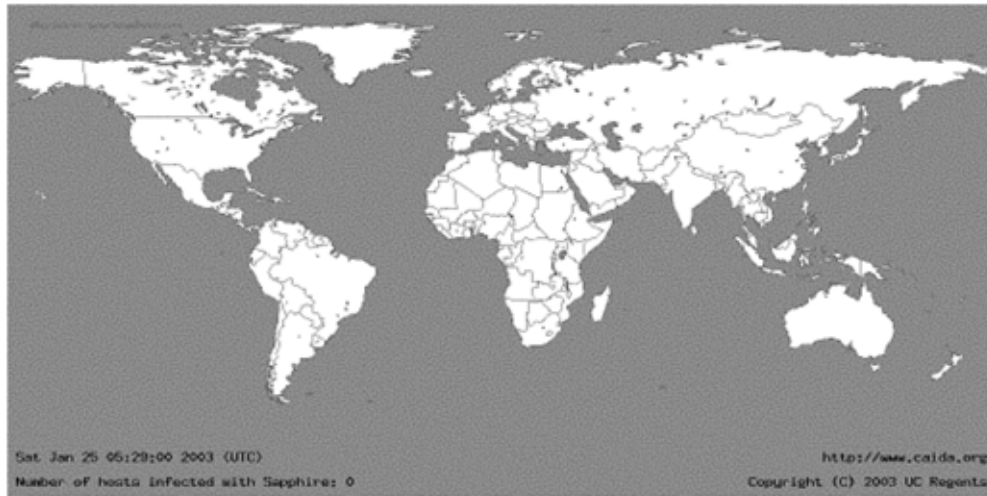 Sat Jan 25 05:29:00 2003 (UTC)
http://www.caida.org
Number of hosts infected with Sapphire: 0
Copyright (C) 2003 UC Regents